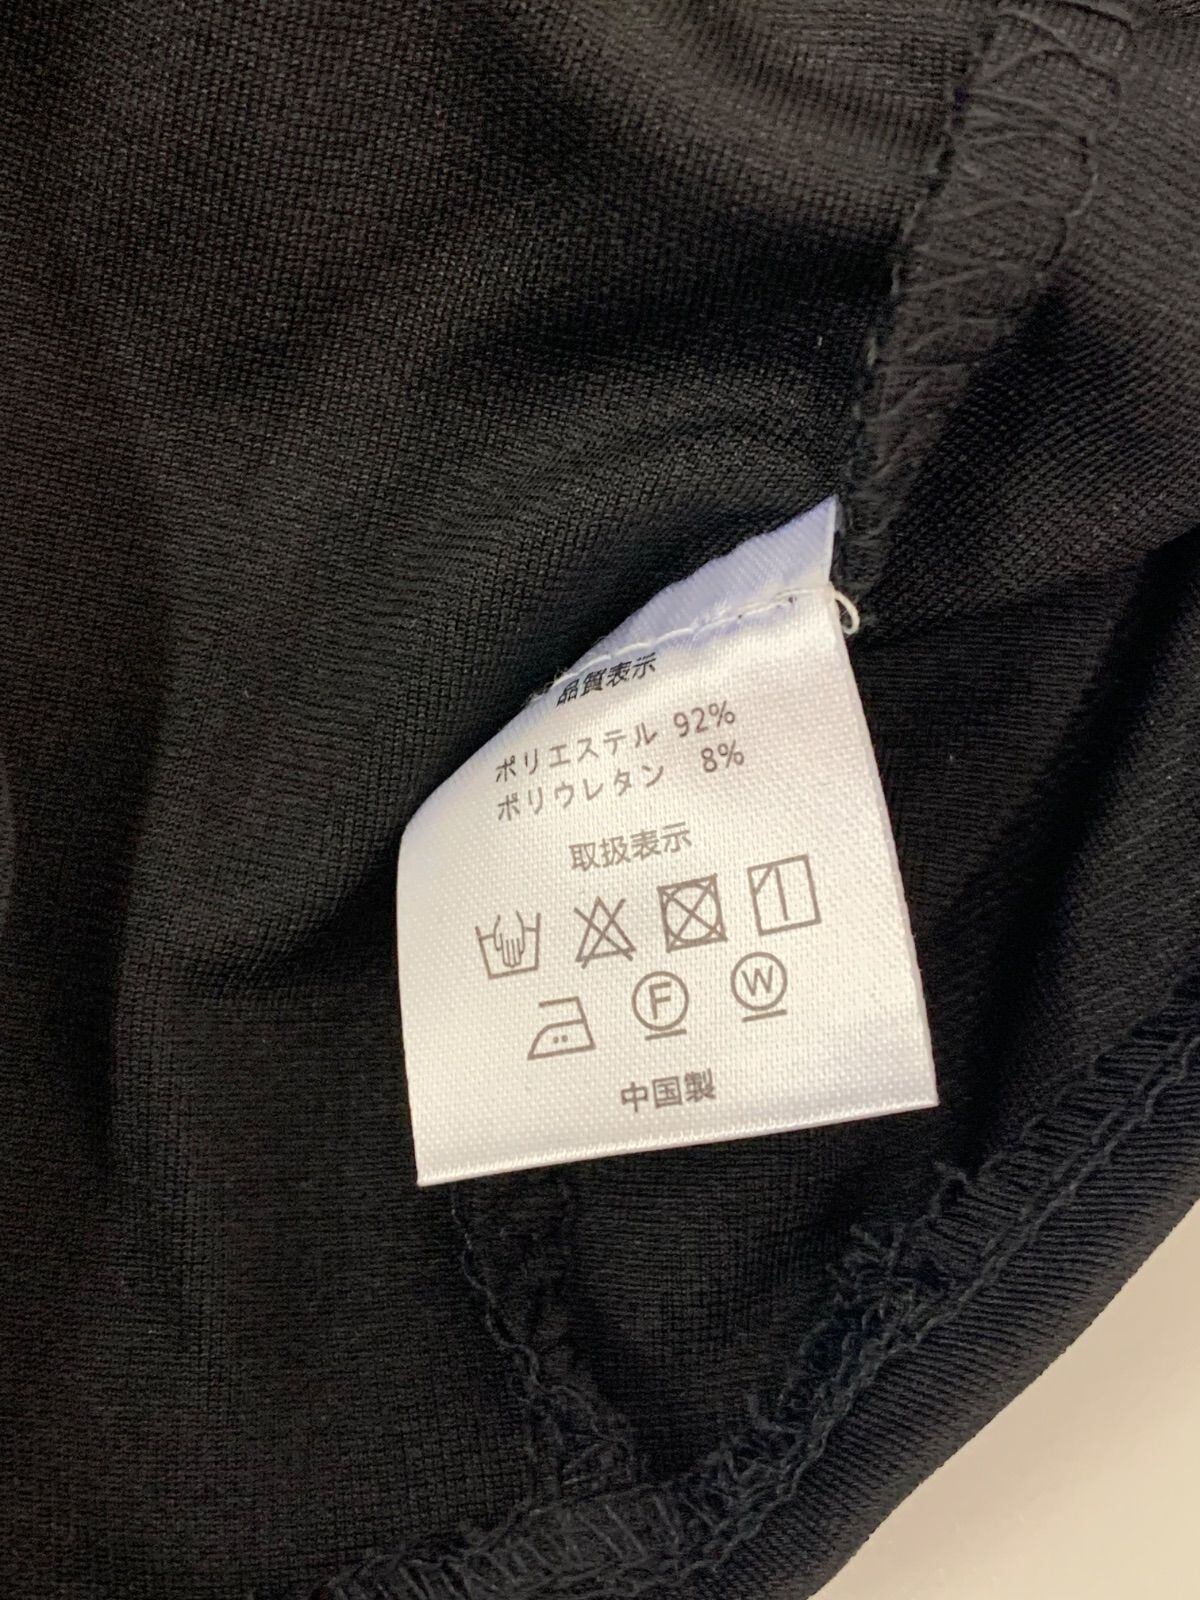 品質表示
ポリエステル 92%
ポリウレタン 8%
取扱表示
F W
中国製